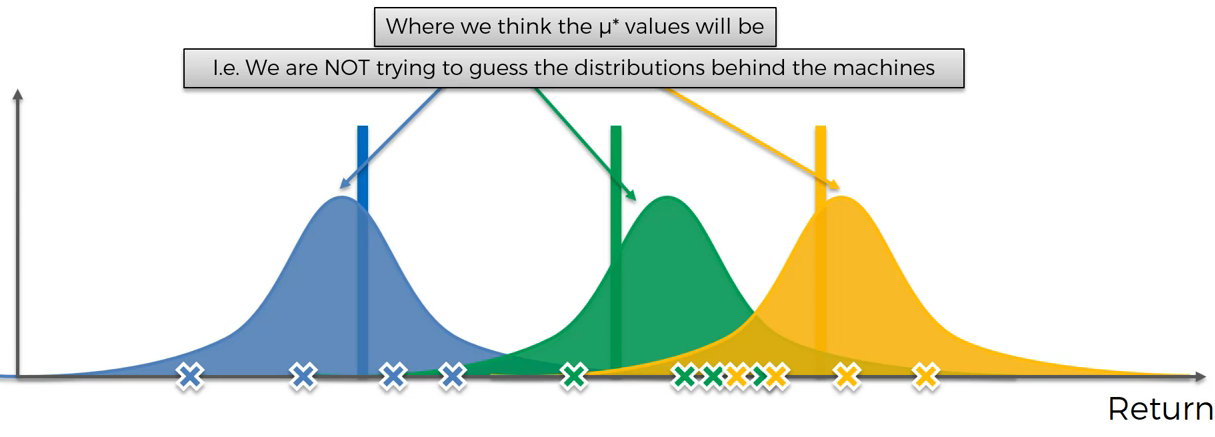 Where we think the μ* values will be
I.e. We are NOT trying to guess the distributions behind the machines
Return